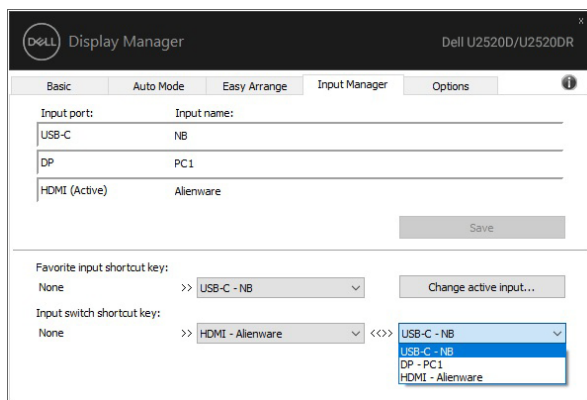 x
DELL Display Manager Dell U2520D/U2520DR
Basic Auto Mode Easy Arrange Input Manager Options i
Input port: Input name:
USB-C NB
DP PC1
HDMI (Active) Alienware
Save
Favorite input shortcut key:
None >> USB-C - NB Change active input...
Input switch shortcut key:
None >> HDMI - Alienware <<>> USB-C - NB
USB-C - NB
DP - PC1
HDMI - Alienware